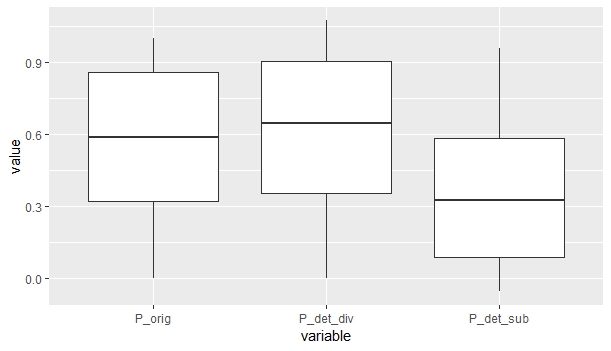 value
0.9
0.6
0.3
0.0
P_orig P_det_div P_det_sub
variable